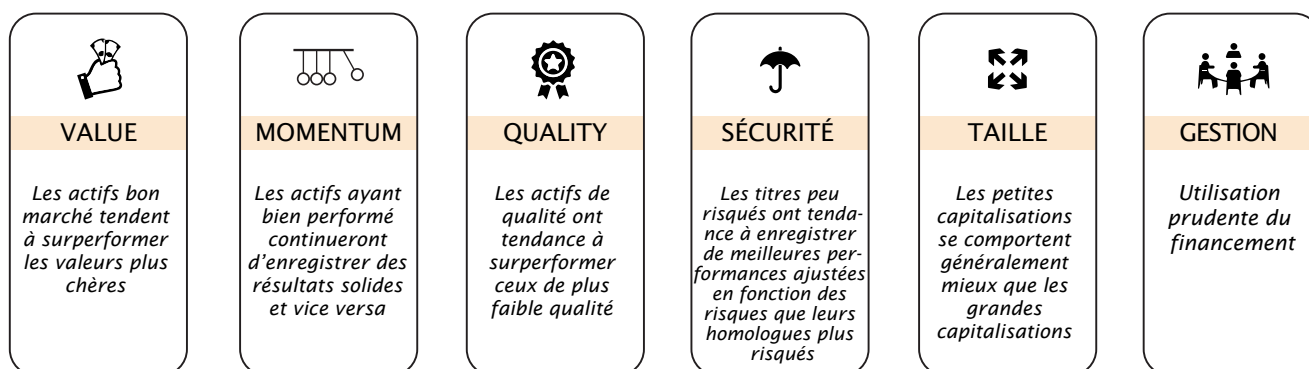 VALUE
Les actifs bon
marché tendent
à surperformer
les valeurs plus
chères
MOMENTUM
Les actifs ayant
bien performé
continueront
d'enregistrer des
résultats solides
et vice versa
QUALITY
Les actifs de
qualité ont
tendance à
surperformer
ceux de plus
faible qualité
SÉCURITÉ
Les titres peu
risqués ont tenda-
nce à enregistrer
de meilleures per-
formances ajustées
en fonction des
risques que leurs
homologues plus
risqués
TAILLE
Les petites
capitalisations
se comportent
généralement
mieux que les
grandes
capitalisations
GESTION
Utilisation
prudente du
financement